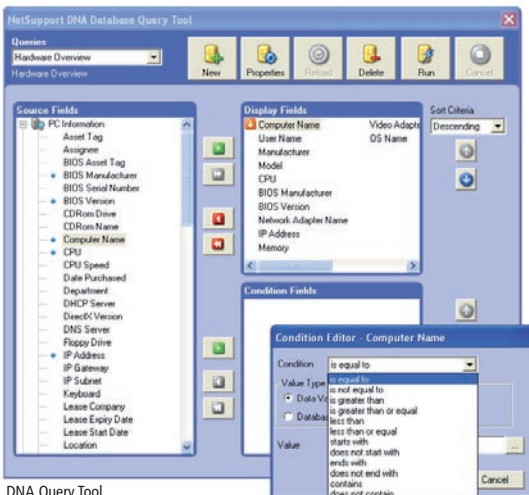 NetSupport DNA Database Query Tool
Queries
Hardware Overview
Hardware Overview
New
Properties
Reload
Delete
Run
Cancel
Source Fields
PC Information
Asset Tag
Assignee
BIOS Asset Tag
BIOS Manufacturer
BIOS Serial Number
BIOS Version
CDRom Drive
CDRom Name
Computer Name
CPU
CPU Speed
Date Purchased
Department
DHCP Server
DirectX Version
DNS Server
Floppy Drive
IP Address
IP Gateway
IP Subnet
Keyboard
Lease Company
Lease Expiry Date
Lease Start Date
Location
Display Fields
Computer Name
User Name
Manufacturer
Model
CPU
BIOS Manufacturer
BIOS Version
Network Adapter Name
IP Address
Memory
Video Adapte
OS Name
Sort Criteria
Descending
Condition Fields
Condition Editor - Computer Name
Condition
is equal to
is equal to
is not equal to
is greater than
is greater than or equal
less than
less than or equal
starts with
does not start with
ends with
does not end with
contains
does not contain
Value Type
Data Va
Databa
Value
...
Cancel
DNA Query Tool